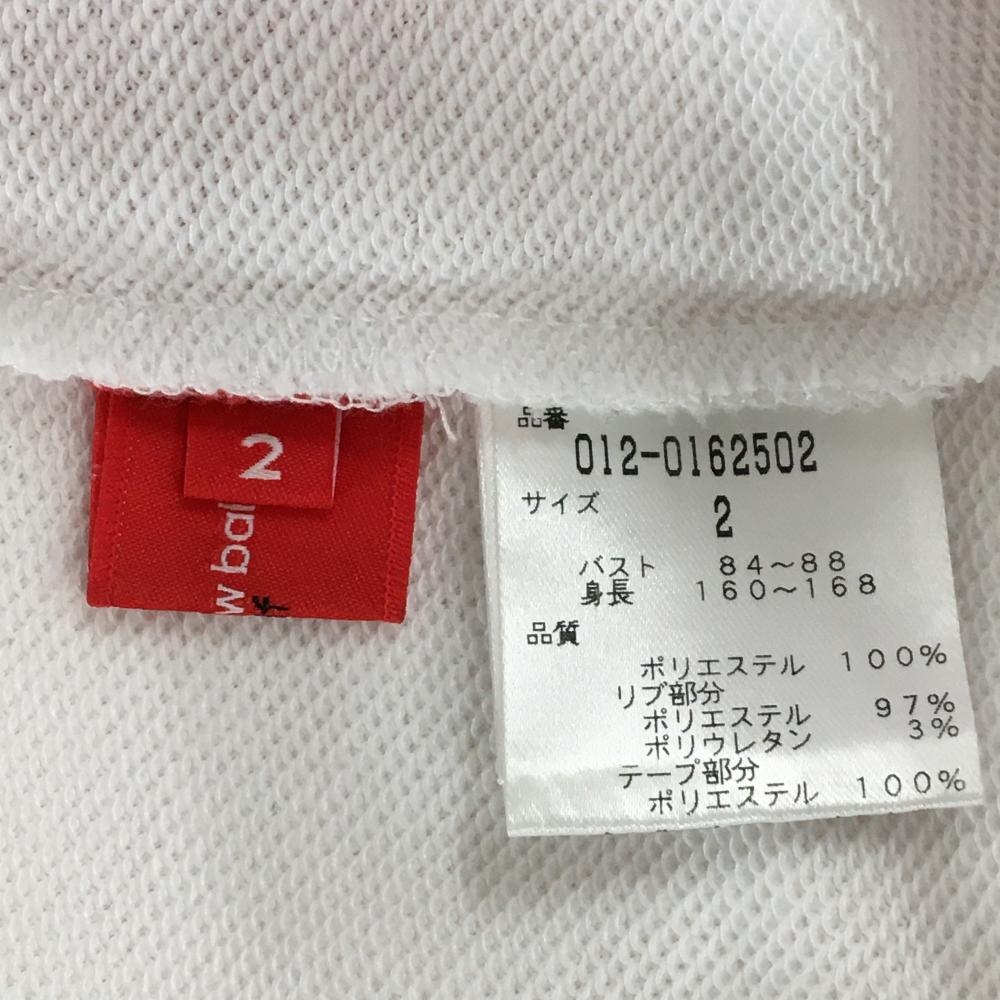 2
w bal
品番
012-0162502
サイズ
2
バスト 84～88
身長 160～168
品質
ポリエステル 100%
リブ部分
ポリエステル 97%
ポリウレタン 3%
テープ部分
ポリエステル 100%